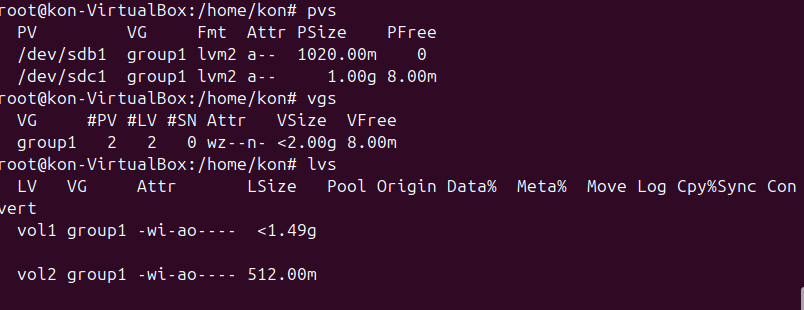 root@kon-VirtualBox:/home/kon# pvs
  PV         VG     Fmt  Attr PSize    PFree
  /dev/sdb1  group1 lvm2 a--  1020.00m    0
  /dev/sdc1  group1 lvm2 a--     1.00g 8.00m
root@kon-VirtualBox:/home/kon# vgs
  VG     #PV #LV #SN Attr   VSize  VFree
  group1   2   2   0 wz--n- <2.00g 8.00m
root@kon-VirtualBox:/home/kon# lvs
  LV   VG     Attr       LSize   Pool Origin Data%  Meta%  Move Log Cpy%Sync Con
vert
  vol1 group1 -wi-ao----  <1.49g
  vol2 group1 -wi-ao---- 512.00m